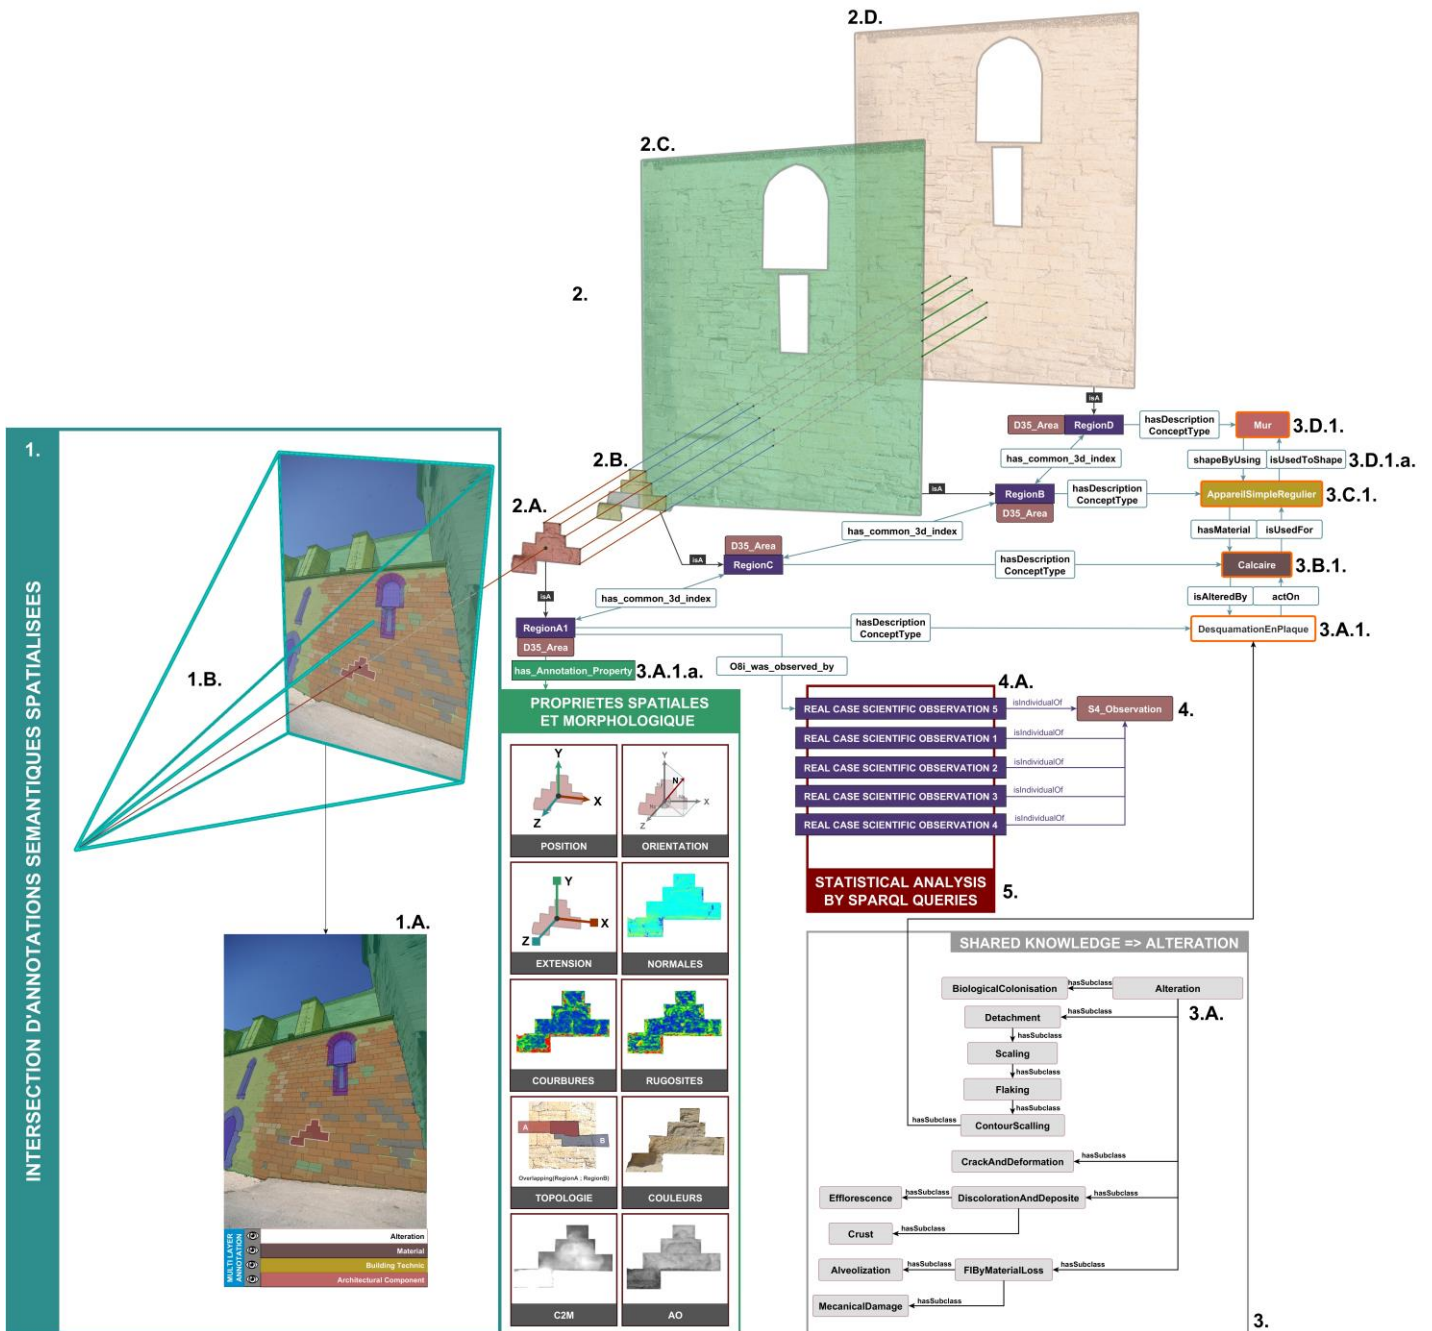 2.D.
2.C.
2.
isA
D35_Area
RegionD
hasDescription
ConceptType
Mur
3.D.1.
has_common_3d_index
shapeByUsing
isUsedToShape
3.D.1.a.
2.B.
isA
RegionB
D35_Area
hasDescription
ConceptType
AppareilSimpleRegulier
3.C.1.
2.A.
has_common_3d_index
hasMaterial
isUsedFor
D35_Area
RegionC
isA
hasDescription
ConceptType
Calcaire
3.B.1.
isA
has_common_3d_index
isAlteredBy
actOn
RegionA1
D35_Area
hasDescription
ConceptType
DesquamationEnPlaque
3.A.1.
has_Annotation_Property
3.A.1.a.
O8i_was_observed_by
1.
INTERSECTION D'ANNOTATIONS SEMANTIQUES SPATIALISEES
1.B.
1.A.
MULTI LAYER
ANNOTATION
Alteration
Material
Building Technic
Architectural Component
PROPRIETES SPATIALES
ET MORPHOLOGIQUE
Y
X
Z
POSITION
Y
N
X
Z
ORIENTATION
Y
X
Z
EXTENSION
NORMALES
COURBURES
RUGOSITES
A
B
Overlapping(RegionA ; RegionB)
TOPOLOGIE
COULEURS
C2M
AO
4.A.
REAL CASE SCIENTIFIC OBSERVATION 5
isIndividualOf
S4_Observation
4.
REAL CASE SCIENTIFIC OBSERVATION 1
isIndividualOf
REAL CASE SCIENTIFIC OBSERVATION 2
isIndividualOf
REAL CASE SCIENTIFIC OBSERVATION 3
isIndividualOf
REAL CASE SCIENTIFIC OBSERVATION 4
isIndividualOf
STATISTICAL ANALYSIS
BY SPARQL QUERIES
5.
SHARED KNOWLEDGE => ALTERATION
BiologicalColonisation
hasSubclass
Alteration
3.A.
Detachment
hasSubclass
hasSubclass
Scaling
hasSubclass
Flaking
hasSubclass
hasSubclass
ContourScalling
CrackAndDeformation
hasSubclass
Efflorescence
hasSubclass
DiscolorationAndDeposite
hasSubclass
Crust
hasSubclass
Alveolization
hasSubclass
FIByMaterialLoss
hasSubclass
MecanicalDamage
hasSubclass
3.